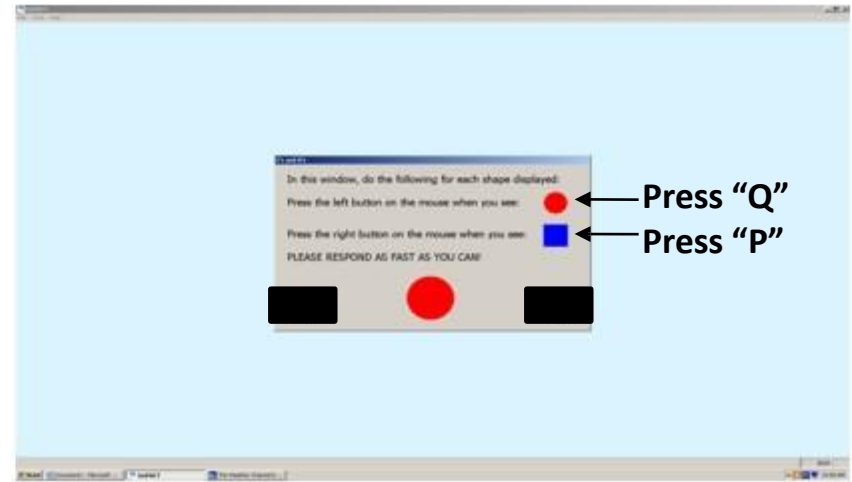 In this window, do the following for each shape displayed:
Press the left button on the mouse when you see:
Press "Q"
Press the right button on the mouse when you see:
Press "P"
PLEASE RESPOND AS FAST AS YOU CAN!